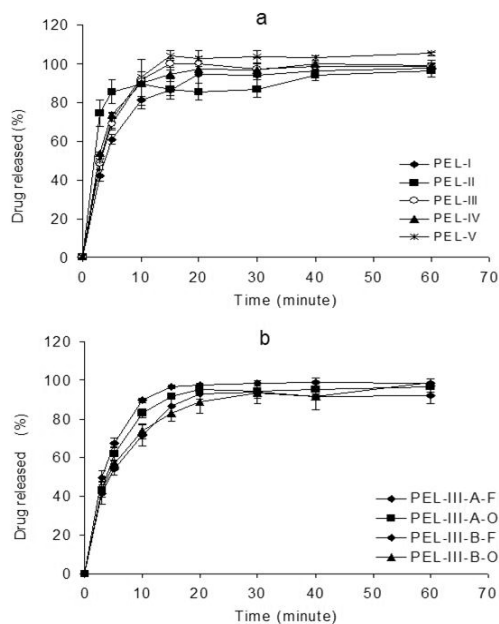 a
120
100
80
60
40
20
0
Drug released (%)
PEL-I
PEL-II
PEL-III
PEL-IV
PEL-V
0 10 20 30 40 50 60 70
Time (minute)
b
120
100
80
60
40
20
0
Drug released (%)
PEL-III-A-F
PEL-III-A-O
PEL-III-B-F
PEL-III-B-O
0 10 20 30 40 50 60 70
Time (minute)